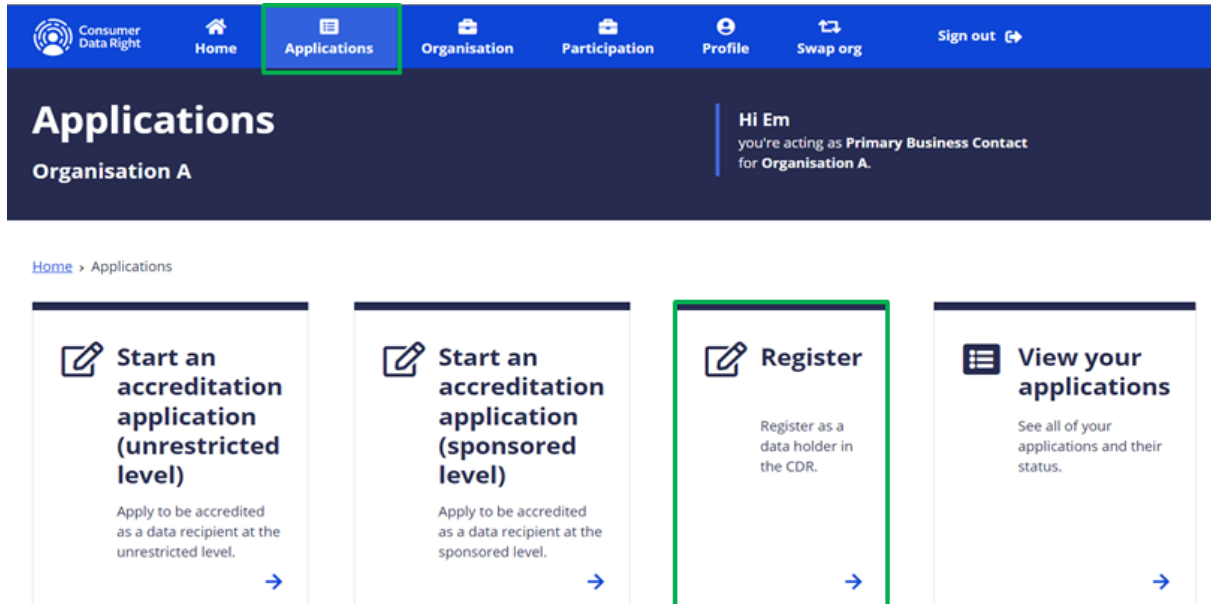 Consumer
Data Right
Home
Applications
Organisation
Participation
Profile
Swap org
Sign out
Applications
Organisation A
Hi Em
you're acting as Primary Business Contact
for Organisation A.
Home › Applications
Start an
accreditation
application
(unrestricted
level)
Apply to be accredited
as a data recipient at the
unrestricted level.
Start an
accreditation
application
(sponsored
level)
Apply to be accredited
as a data recipient at the
sponsored level.
Register
Register as a
data holder in
the CDR.
View your
applications
See all of your
applications and their
status.